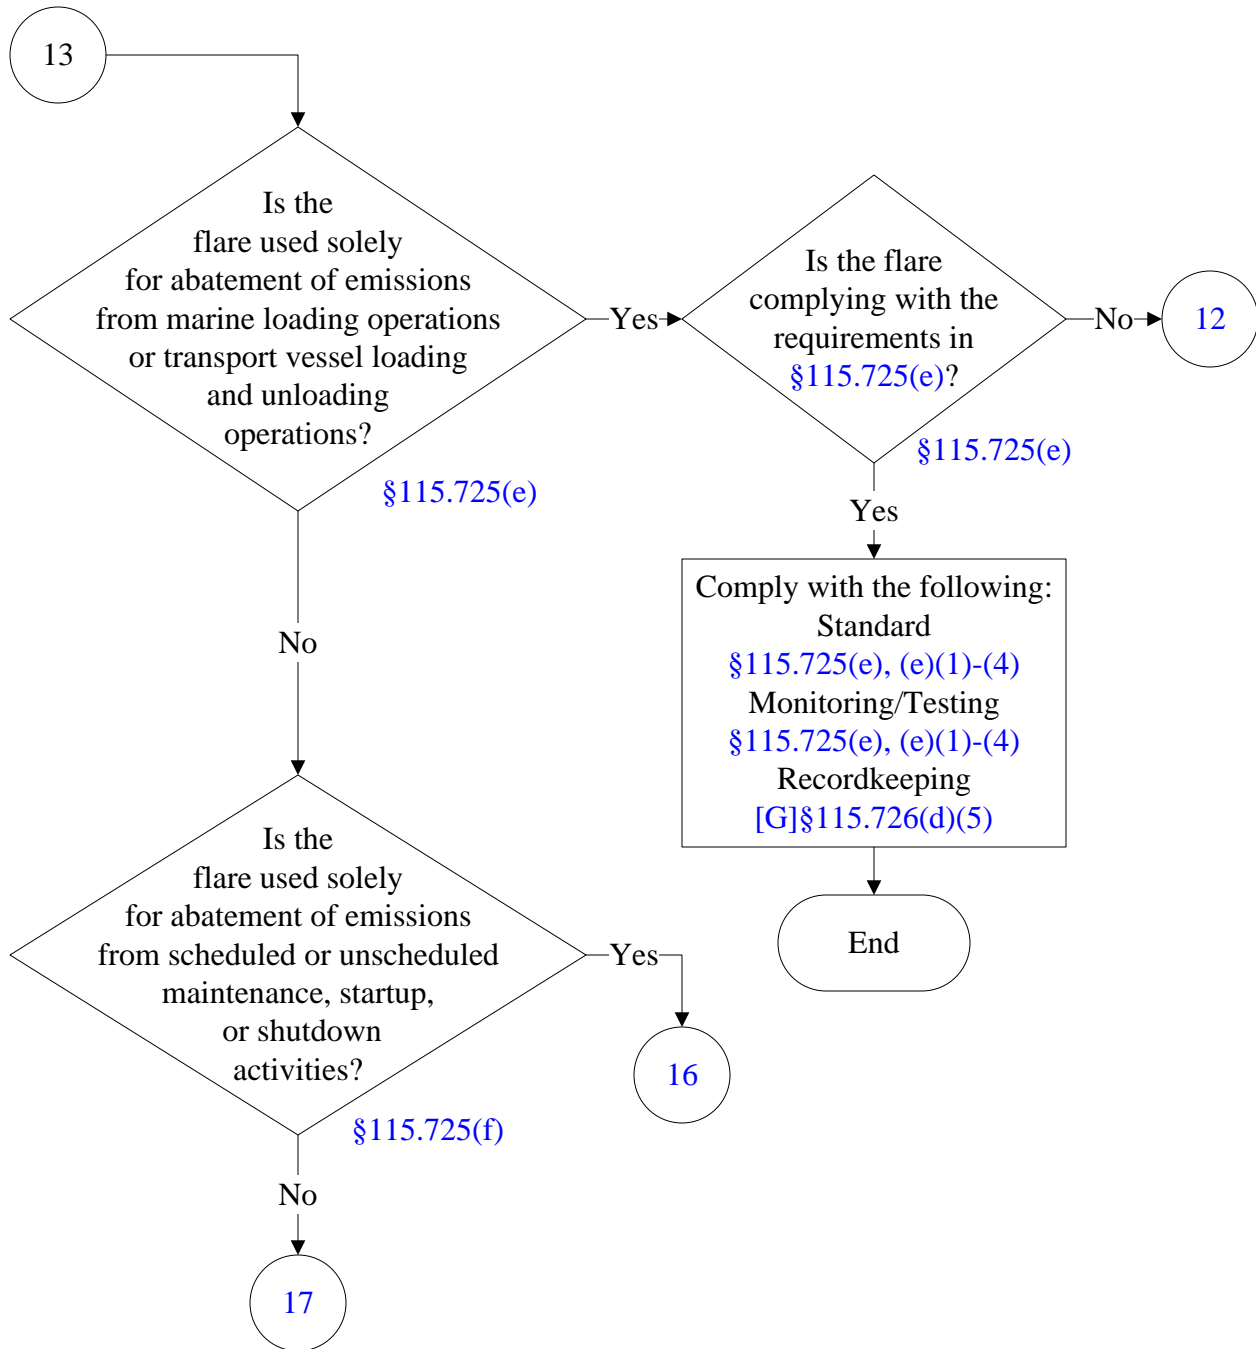 13
Is the
flare used solely
for abatement of emissions
from marine loading operations
or transport vessel loading
and unloading
operations?
§115.725(e)
Yes
Is the flare
complying with the
requirements in
§115.725(e)?
§115.725(e)
No
12
Yes
Comply with the following:
Standard
§115.725(e), (e)(1)-(4)
Monitoring/Testing
§115.725(e), (e)(1)-(4)
Recordkeeping
[G]§115.726(d)(5)
End
No
Is the
flare used solely
for abatement of emissions
from scheduled or unscheduled
maintenance, startup,
or shutdown
activities?
§115.725(f)
Yes
16
No
17